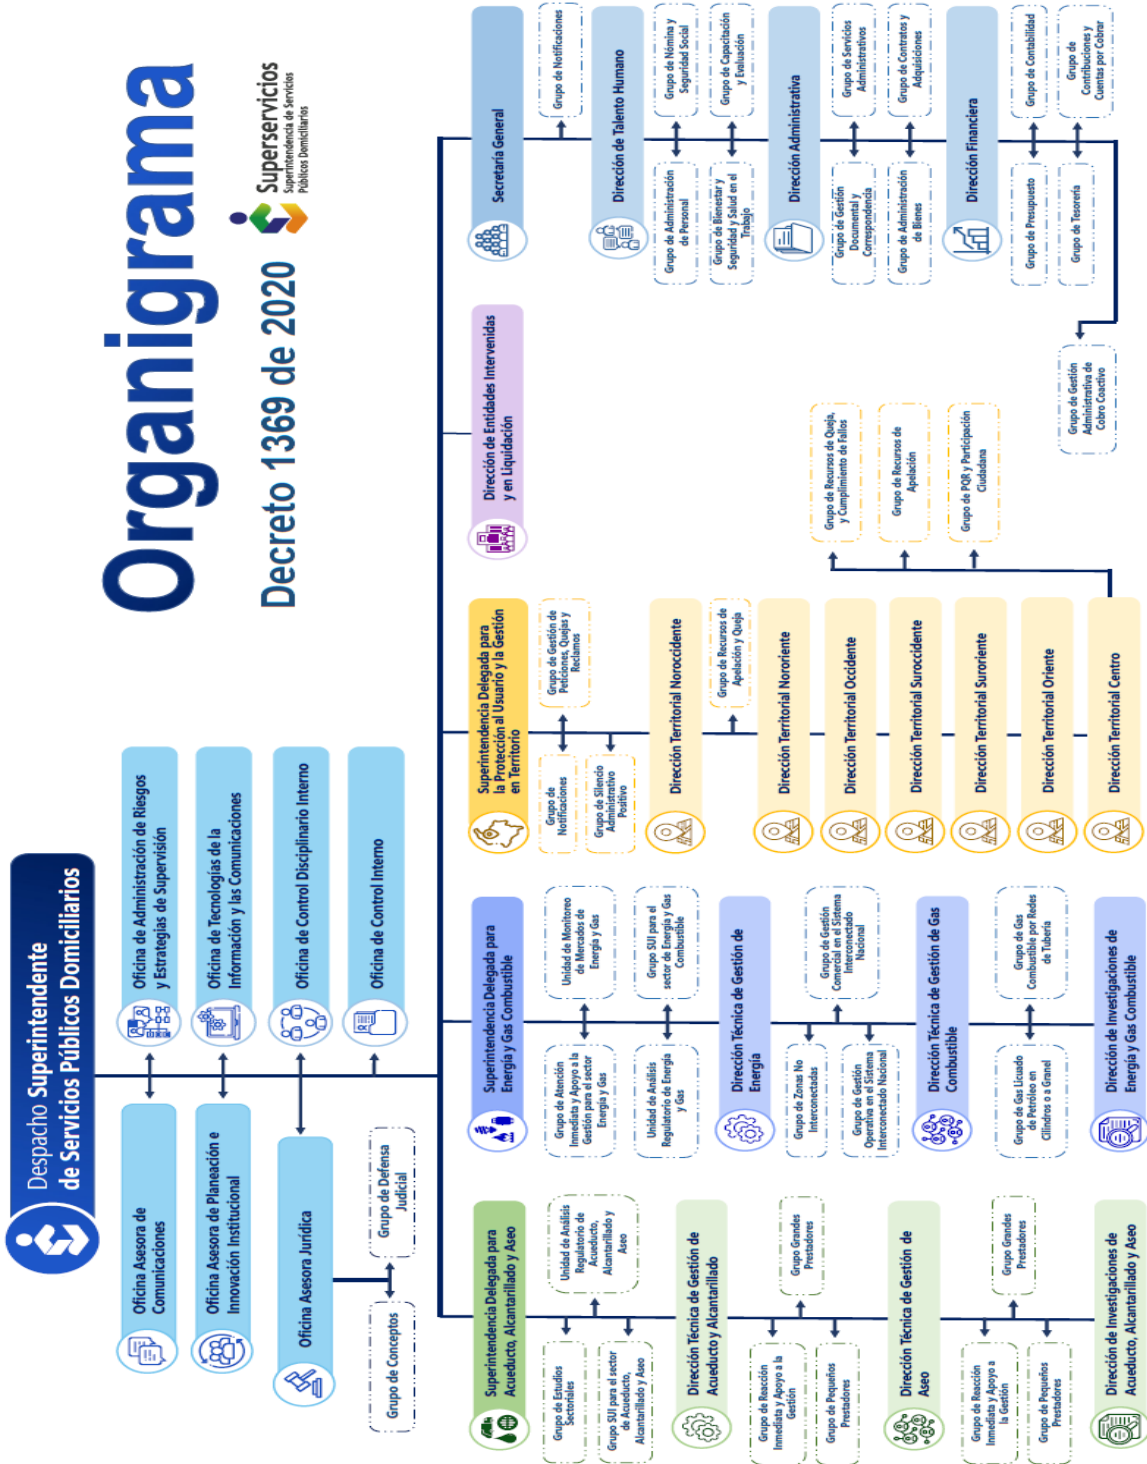 Organigrama
Decreto 1369 de 2020
Superservicios
Superintendencia de Servicios
Públicos Domiciliarios
Despacho Superintendente
de Servicios Públicos Domiciliarios
Oficina Asesora de
Comunicaciones
Oficina de Administración de Riesgos
y Estrategias de Supervisión
Oficina Asesora de Planeación e
Innovación Institucional
Oficina de Tecnologías de la
Información y las Comunicaciones
Oficina Asesora Jurídica
Oficina de Control Disciplinario Interno
Grupo de Conceptos
Grupo de Defensa
Judicial
Oficina de Control Interno
Superintendencia Delegada para
Acueducto, Alcantarillado y Aseo
Grupo de Estudios
Sectoriales
Unidad de Análisis
Regulatorio de
Acueducto,
Alcantarillado y
Aseo
Grupo SUI para el sector
de Acueducto,
Alcantarillado y Aseo
Dirección Técnica de Gestión de
Acueducto y Alcantarillado
Grupo de Reacción
Inmediata y Apoyo a la
Gestión
Grupo Grandes
Prestadores
Grupo de Pequeños
Prestadores
Dirección Técnica de Gestión de
Aseo
Grupo de Reacción
Inmediata y Apoyo a
la Gestión
Grupo Grandes
Prestadores
Grupo de Pequeños
Prestadores
Dirección de Investigaciones de
Acueducto, Alcantarillado y Aseo
Superintendencia Delegada para
Energía y Gas Combustible
Grupo de Atención
Inmediata y Apoyo a la
Gestión para el sector
Energía y Gas
Unidad de Monitoreo
de Mercados de
Energía y Gas
Unidad de Análisis
Regulatorio de Energía
y Gas
Grupo SUI para el
sector de Energía y Gas
Combustible
Dirección Técnica de Gestión de
Energía
Grupo de Zonas No
Interconectadas
Grupo de Gestión
Comercial en el Sistema
Interconectado
Nacional
Grupo de Gestión
Operativa en el Sistema
Interconectado Nacional
Dirección Técnica de Gestión de Gas
Combustible
Grupo de Gas Licuado
de Petróleo en
Cilindros o a Granel
Grupo de Gas
Combustible por Redes
de Tubería
Dirección de Investigaciones de
Energía y Gas Combustible
Superintendencia Delegada para
la Protección al Usuario y la Gestión
en Territorio
Grupo de
Notificaciones
Grupo de Gestión de
Peticiones, Quejas y
Reclamos
Grupo de Silencio
Administrativo
Positivo
Dirección Territorial Noroccidente
Grupo de Recursos de
Apelación y Queja
Dirección Territorial Nororiente
Dirección Territorial Occidente
Dirección Territorial Suroccidente
Dirección Territorial Suroriente
Dirección Territorial Oriente
Dirección Territorial Centro
Grupo de Recursos de Queja,
y Cumplimiento de Fallos
Grupo de Recursos de
Apelación
Grupo de PQR y Participación
Ciudadana
Dirección de Entidades Intervenidas
y en Liquidación
Secretaría General
Grupo de Notificaciones
Dirección de Talento Humano
Grupo de Administración
de Personal
Grupo de Nómina y
Seguridad Social
Grupo de Bienestar y
Seguridad y Salud en el
Trabajo
Grupo de Capacitación
y Evaluación
Dirección Administrativa
Grupo de Gestión
Documental y
Correspondencia
Grupo de Servicios
Administrativos
Grupo de Administración
de Bienes
Grupo de Contratos y
Adquisiciones
Dirección Financiera
Grupo de Presupuesto
Grupo de Contabilidad
Grupo de Tesorería
Grupo de
Contribuciones y
Cuentas por Cobrar
Grupo de Gestión
Administrativa de
Cobro Coactivo